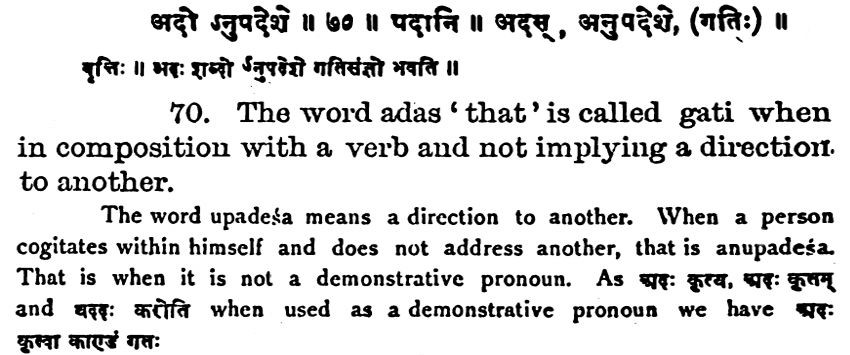 अदो ऽनुपदेशे ॥ ७० ॥ पदानि ॥ अदस् , अनुपदेशे, (गतिः) ॥
वृत्तिः ॥ अदः शब्दो ऽनुपदेशे गतिसंज्ञो भवति ॥
70. The word adas ‘ that ’ is called gati when
in composition with a verb and not implying a direction
to another.
The word upadeśa means a direction to another. When a person
cogitates within himself and does not address another, that is anupadeśa.
That is when it is not a demonstrative pronoun. As अदः कृत्य, अदः कृतम्
and यददः करोति when used as a demonstrative pronoun we have अदः
कृत्वा काण्डं गतः